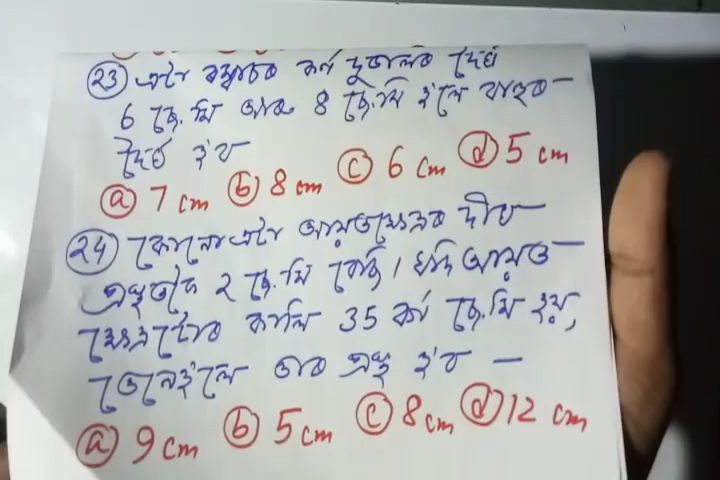 23 এটা ৰম্বাচৰ কৰ্ণ দুডালৰ দৈৰ্ঘ্য
6 ছে.মি আৰু 8 ছে.মি হ'লে বাহুৰ –
দৈৰ্ঘ্য হ'ব
a 7 cm b 8 cm c 6 cm d 5 cm
24 কোনো এটা আয়তক্ষেত্ৰৰ দীঘ –
প্ৰস্থতকৈ 2 ছে.মি বেছি। যদি আয়ত –
ক্ষেত্ৰটোৰ কালি 35 বৰ্গ ছে.মি হয়,
তেনেহ'লে তাৰ প্ৰস্থ হ'ব –
a 9 cm b 5 cm c 8 cm d 12 cm